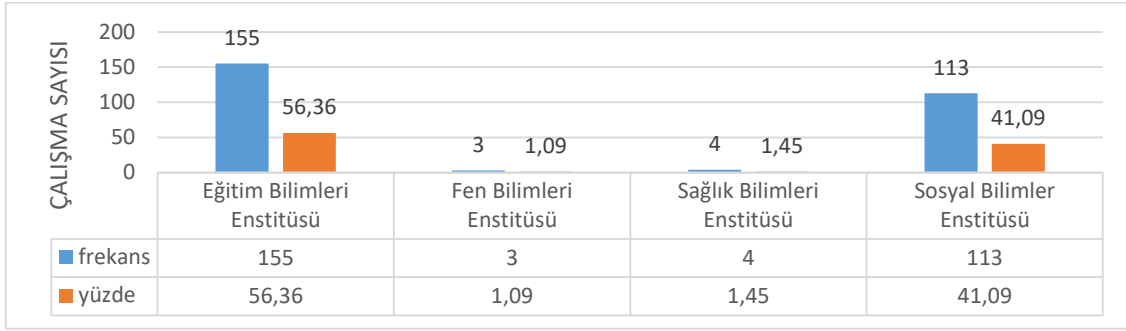 ÇALIŞMA SAYISI
200
150
100
50
0
155
56,36
3
1,09
4
1,45
113
41,09
Eğitim Bilimleri
Enstitüsü
Fen Bilimleri
Enstitüsü
Sağlık Bilimleri
Enstitüsü
Sosyal Bilimler
Enstitüsü
frekans 155 3 4 113
yüzde 56,36 1,09 1,45 41,09